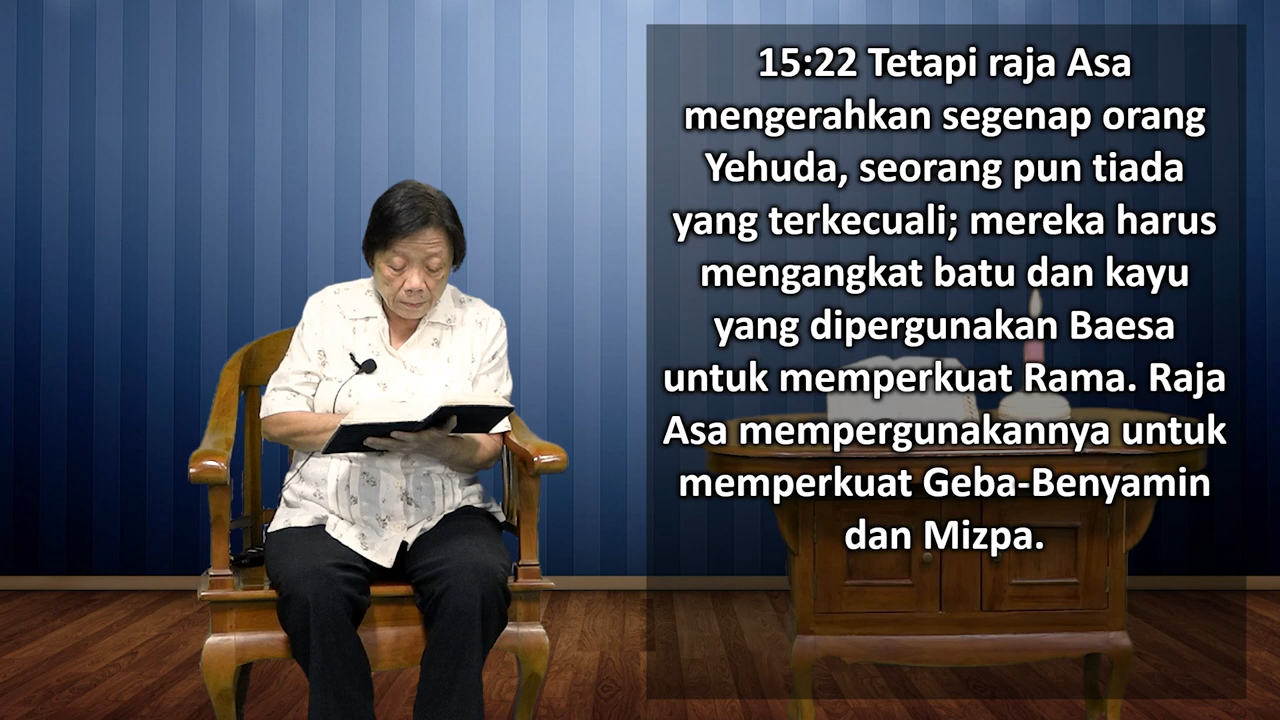 15:22 Tetapi raja Asa
mengerahkan segenap orang
Yehuda, seorang pun tiada
yang terkecuali; mereka harus
mengangkat batu dan kayu
yang dipergunakan Baesa
untuk memperkuat Rama. Raja
Asa mempergunakannya untuk
memperkuat Geba-Benyamin
dan Mizpa.